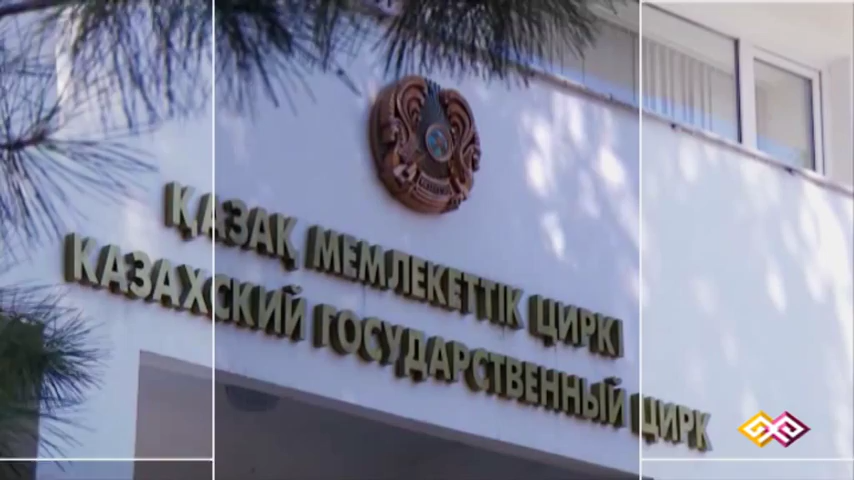 ҚАЗАҚ МЕМЛЕКЕТТІК ЦИРКІ
КАЗАХСКИЙ ГОСУДАРСТВЕННЫЙ ЦИРК